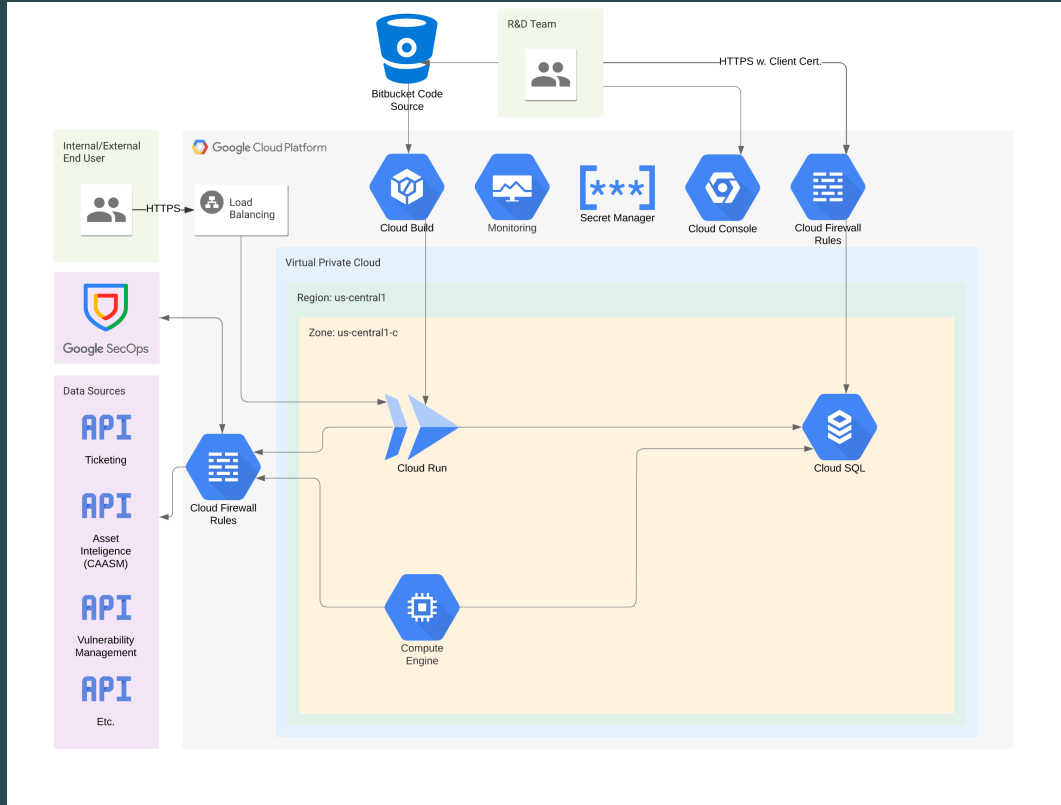 R&D Team
HTTPS w. Client Cert.
Bitbucket Code
Source
Internal/External
End User
Google Cloud Platform
HTTPS
Load
Balancing
Cloud Build
Monitoring
***
Secret Manager
Cloud Console
Cloud Firewall
Rules
Virtual Private Cloud
Region: us-central1
Zone: us-central1-c
Google SecOps
Data Sources
API
Ticketing
API
Asset
Inteligence
(CAASM)
API
Vulnerability
Management
API
Etc.
Cloud Firewall
Rules
Cloud Run
Cloud SQL
Compute
Engine